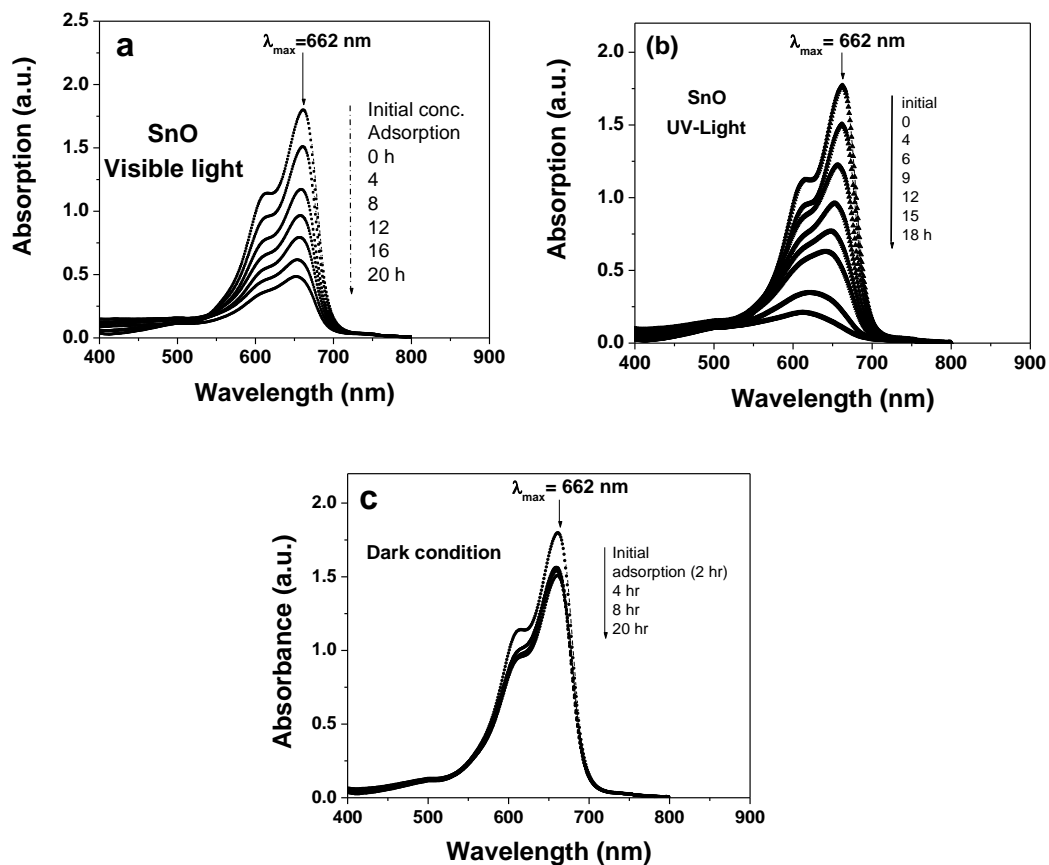 a
λmax=662 nm
SnO
Visible light
Initial conc.
Adsorption
0 h
4
8
12
16
20 h
2.5
2.0
1.5
1.0
0.5
0.0
Absorption (a.u.)
400 500 600 700 800 900
Wavelength (nm)
(b)
λmax = 662 nm
SnO
UV-Light
initial
0
4
6
9
12
15
18 h
2.0
1.5
1.0
0.5
0.0
Absorption (a.u.)
400 500 600 700 800 900
Wavelength (nm)
c
λmax= 662 nm
Dark condition
Initial
adsorption (2 hr)
4 hr
8 hr
20 hr
2.0
1.5
1.0
0.5
0.0
Absorbance (a.u.)
400 500 600 700 800 900
Wavelength (nm)